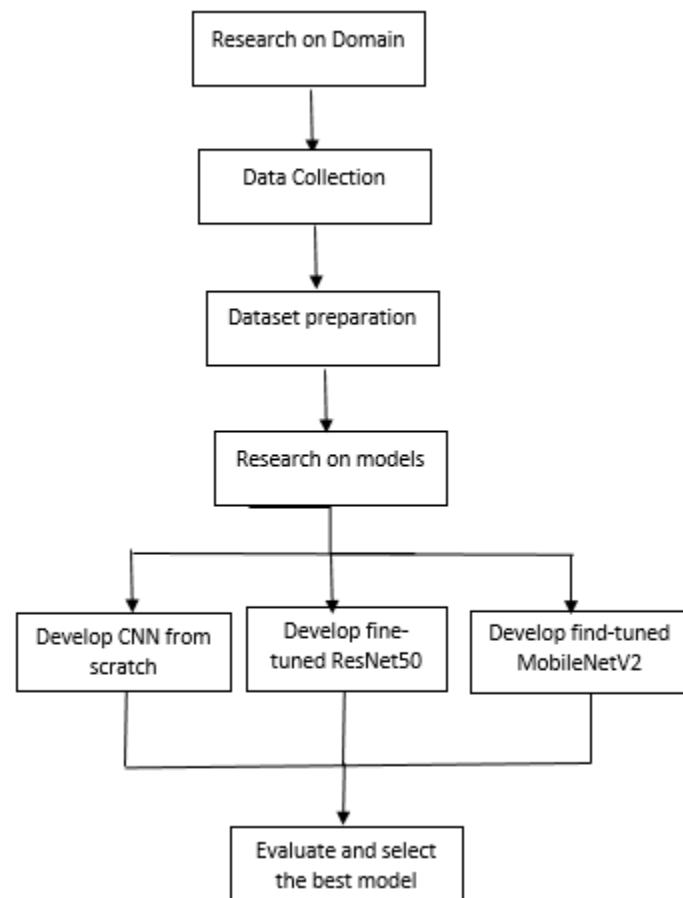 Research on Domain
Data Collection
Dataset preparation
Research on models
Develop CNN from
scratch
Develop fine-
tuned ResNet50
Develop find-tuned
MobileNetV2
Evaluate and select
the best model